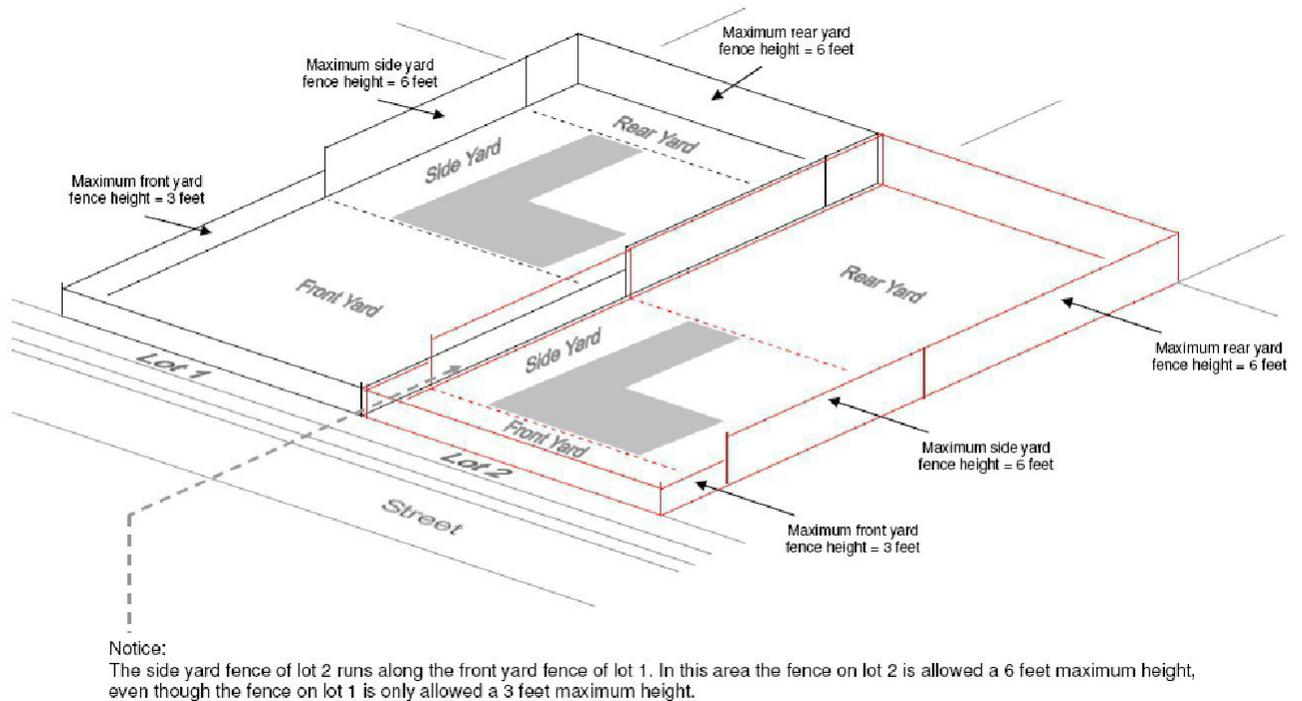 Maximum rear yard
fence height = 6 feet
Maximum side yard
fence height = 6 feet
Maximum front yard
fence height = 3 feet
Rear Yard
Side Yard
Front Yard
Lot 1
Rear Yard
Side Yard
Front Yard
Lot 2
Street
Maximum rear yard
fence height = 6 feet
Maximum side yard
fence height = 6 feet
Maximum front yard
fence height = 3 feet
Notice:
The side yard fence of lot 2 runs along the front yard fence of lot 1. In this area the fence on lot 2 is allowed a 6 feet maximum height,
even though the fence on lot 1 is only allowed a 3 feet maximum height.